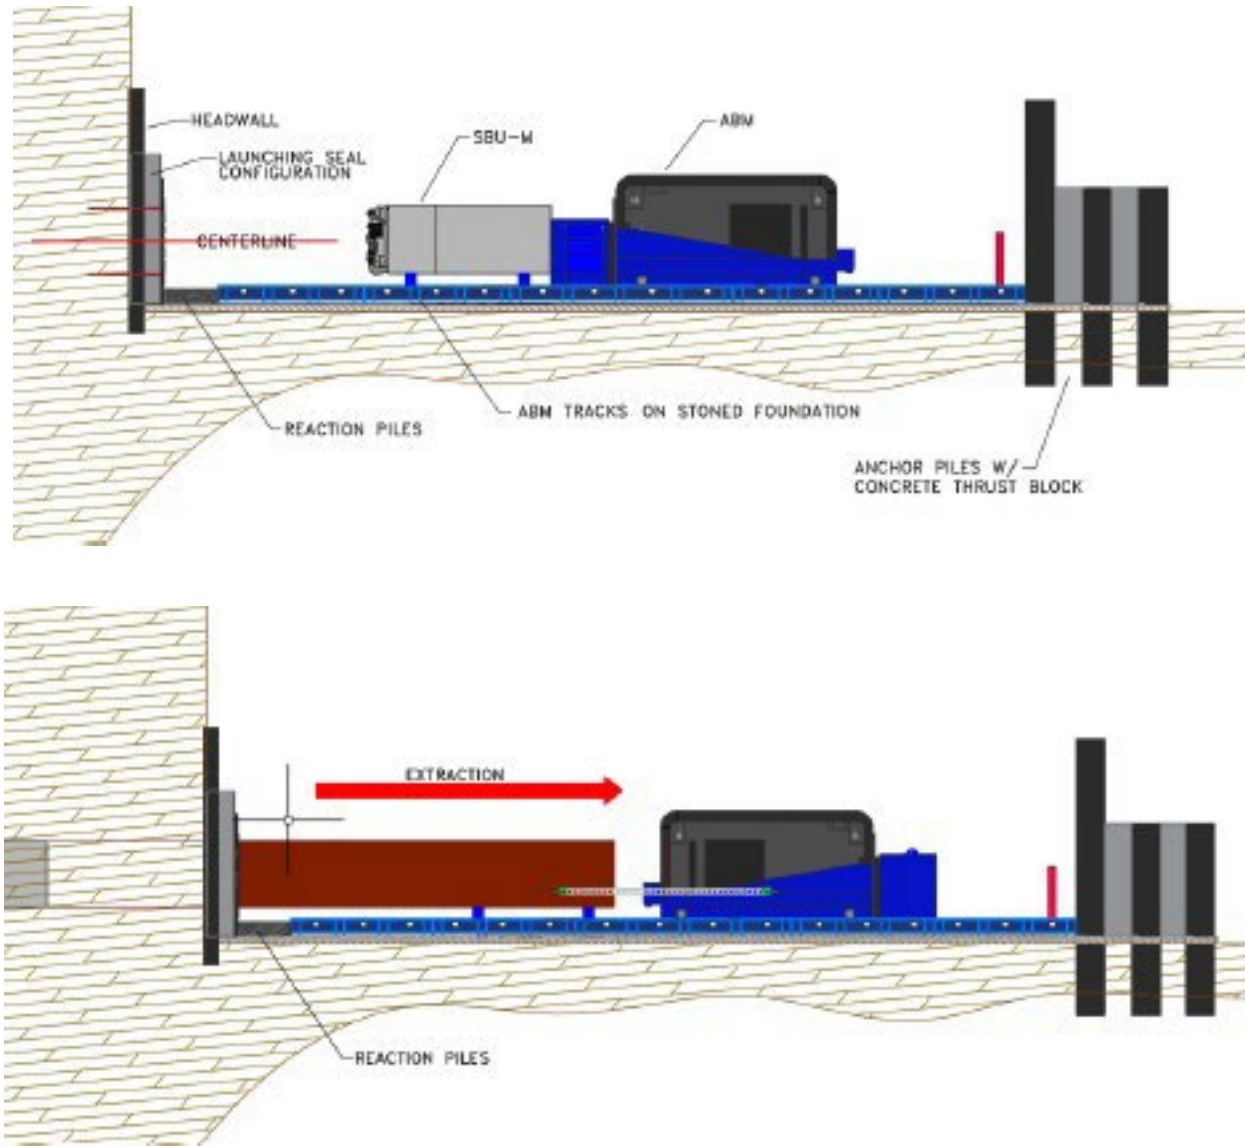 HEADWALL
LAUNCHING SEAL
CONFIGURATION
CENTERLINE
SBU-M
ABM
REACTION PILES
ABM TRACKS ON STONED FOUNDATION
ANCHOR PILES W/
CONCRETE THRUST BLOCK
EXTRACTION
REACTION PILES